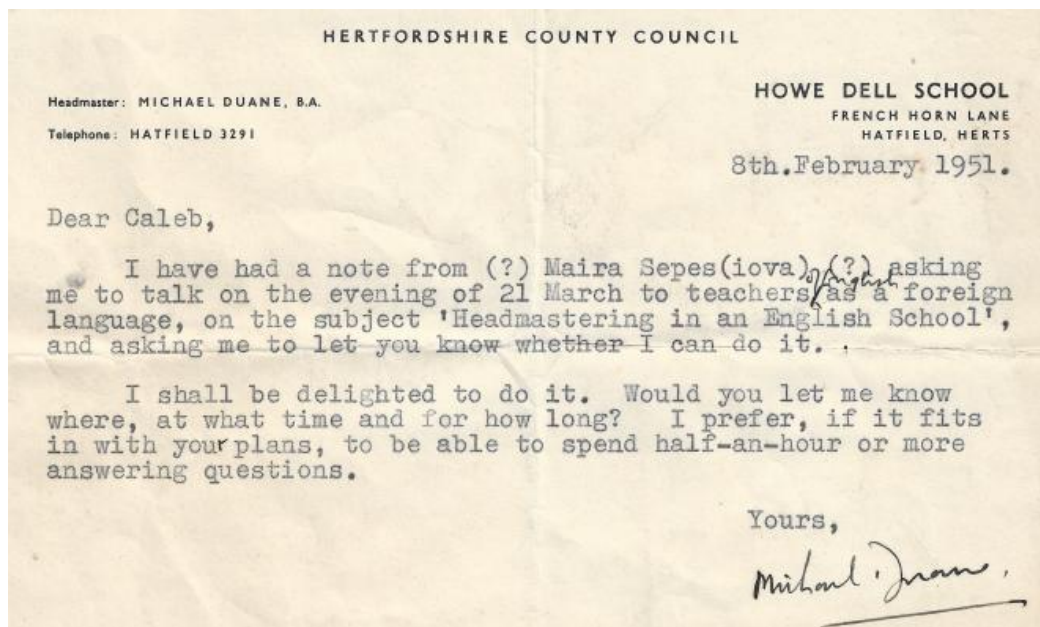 HERTFORDSHIRE COUNTY COUNCIL
Headmaster: MICHAEL DUANE, B.A.
Telephone: HATFIELD 3291
HOWE DELL SCHOOL
FRENCH HORN LANE
HATFIELD, HERTS
8th.February 1951.
Dear Caleb,
I have had a note from (?) Maira Sepes(iova) (?) asking
me to talk on the evening of 21 March to teachers of English as a foreign
language, on the subject 'Headmastering in an English School',
and asking me to let you know whether I can do it.
I shall be delighted to do it. Would you let me know
where, at what time and for how long? I prefer, if it fits
in with your plans, to be able to spend half-an-hour or more
answering questions.
Yours,
Michael Duane.